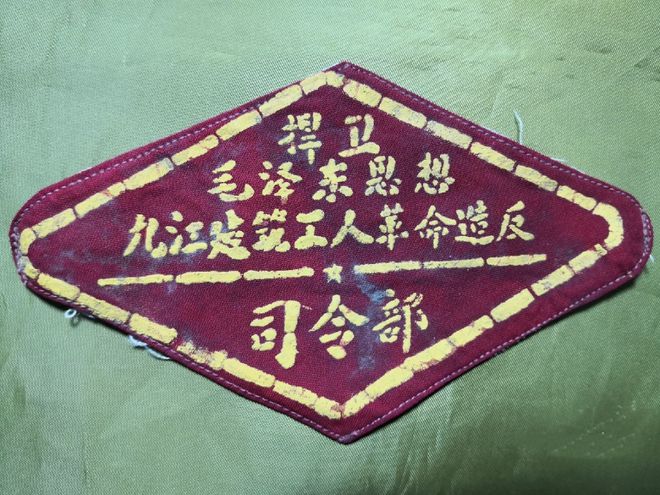 捍卫
毛泽东思想
九江建筑工人革命造反
司令部